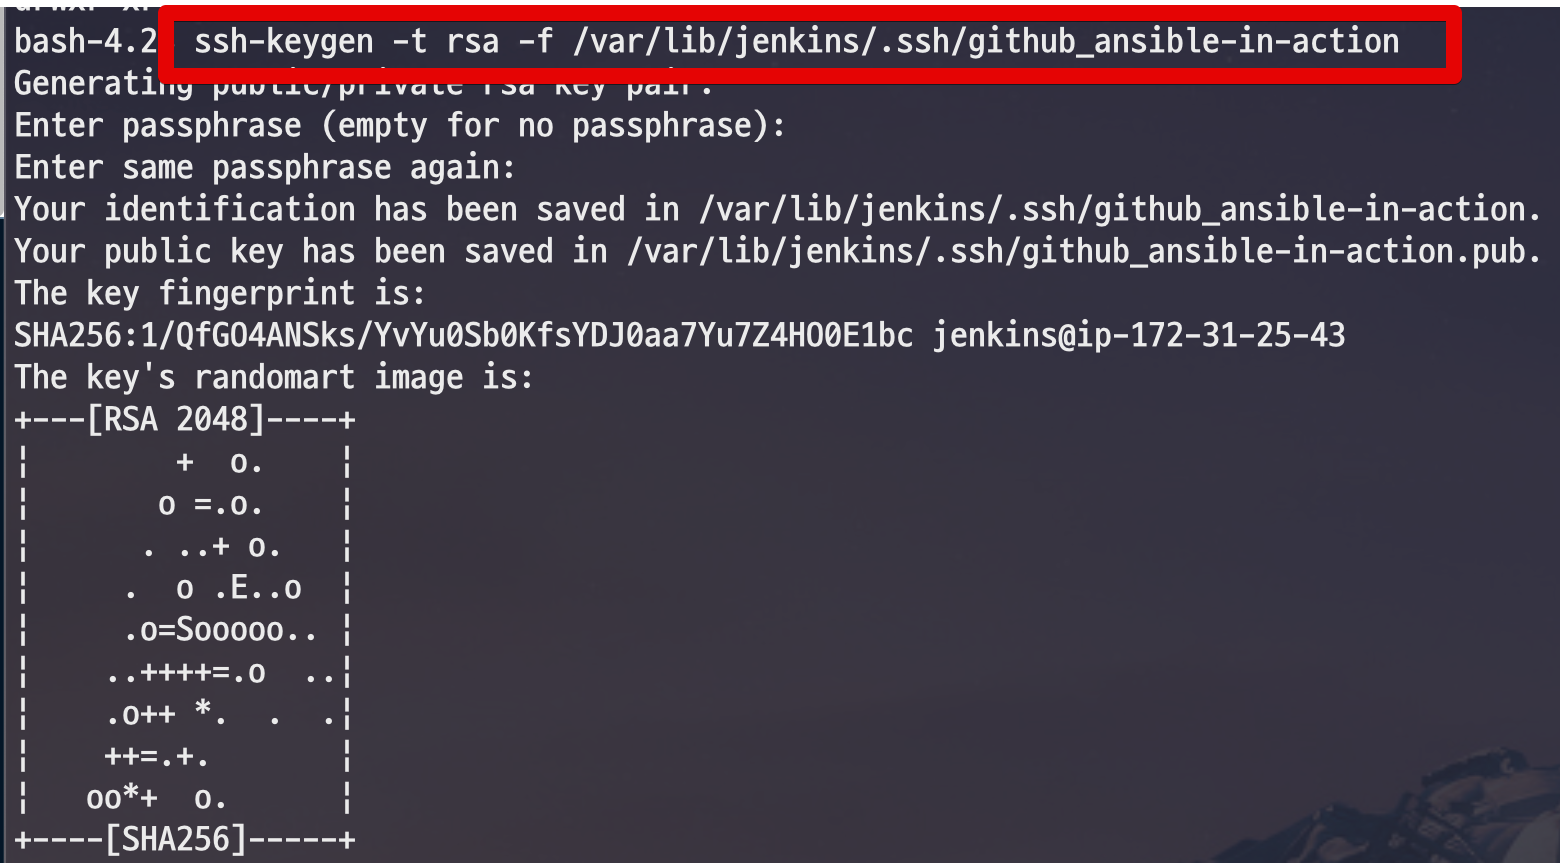 bash-4.2 ssh-keygen -t rsa -f /var/lib/jenkins/.ssh/github_ansible-in-action
Generating public/private rsa key pair.
Enter passphrase (empty for no passphrase):
Enter same passphrase again:
Your identification has been saved in /var/lib/jenkins/.ssh/github_ansible-in-action.
Your public key has been saved in /var/lib/jenkins/.ssh/github_ansible-in-action.pub.
The key fingerprint is:
SHA256:1/QfGO4ANSks/YvYu0Sb0KfsYDJ0aa7Yu7Z4HO0E1bc jenkins@ip-172-31-25-43
The key's randomart image is:
+---[RSA 2048]----+
¦        +  o.    ¦
¦       o =.o.    ¦
¦      . ..+ o.   ¦
¦     .  o .E..o  ¦
¦     .o=Sooooo.. ¦
¦    ..++++=.o  ..¦
¦    .o++ *.  .  .¦
¦    ++=.+.       ¦
¦   oo*+  o.      ¦
+----[SHA256]-----+